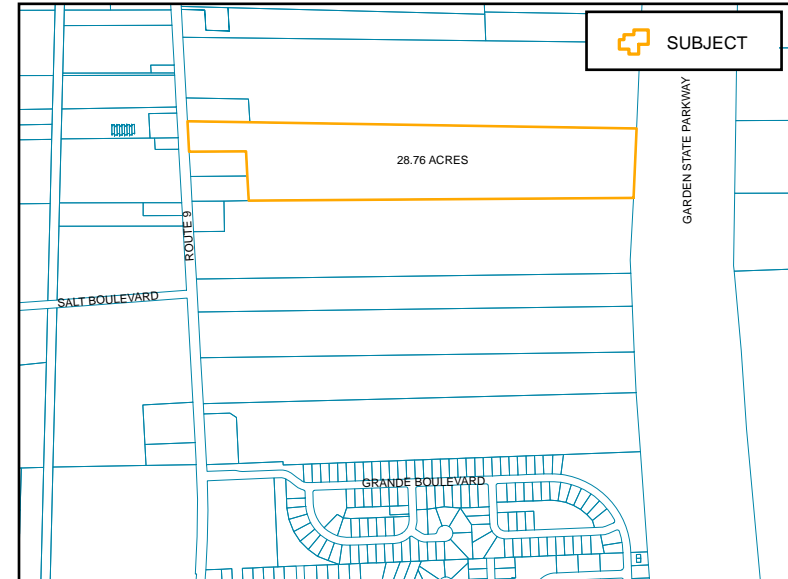 SUBJECT
GARDEN STATE PARKWAY
28.76 ACRES
ROUTE 9
SALT BOULEVARD
GRANDE BOULEVARD